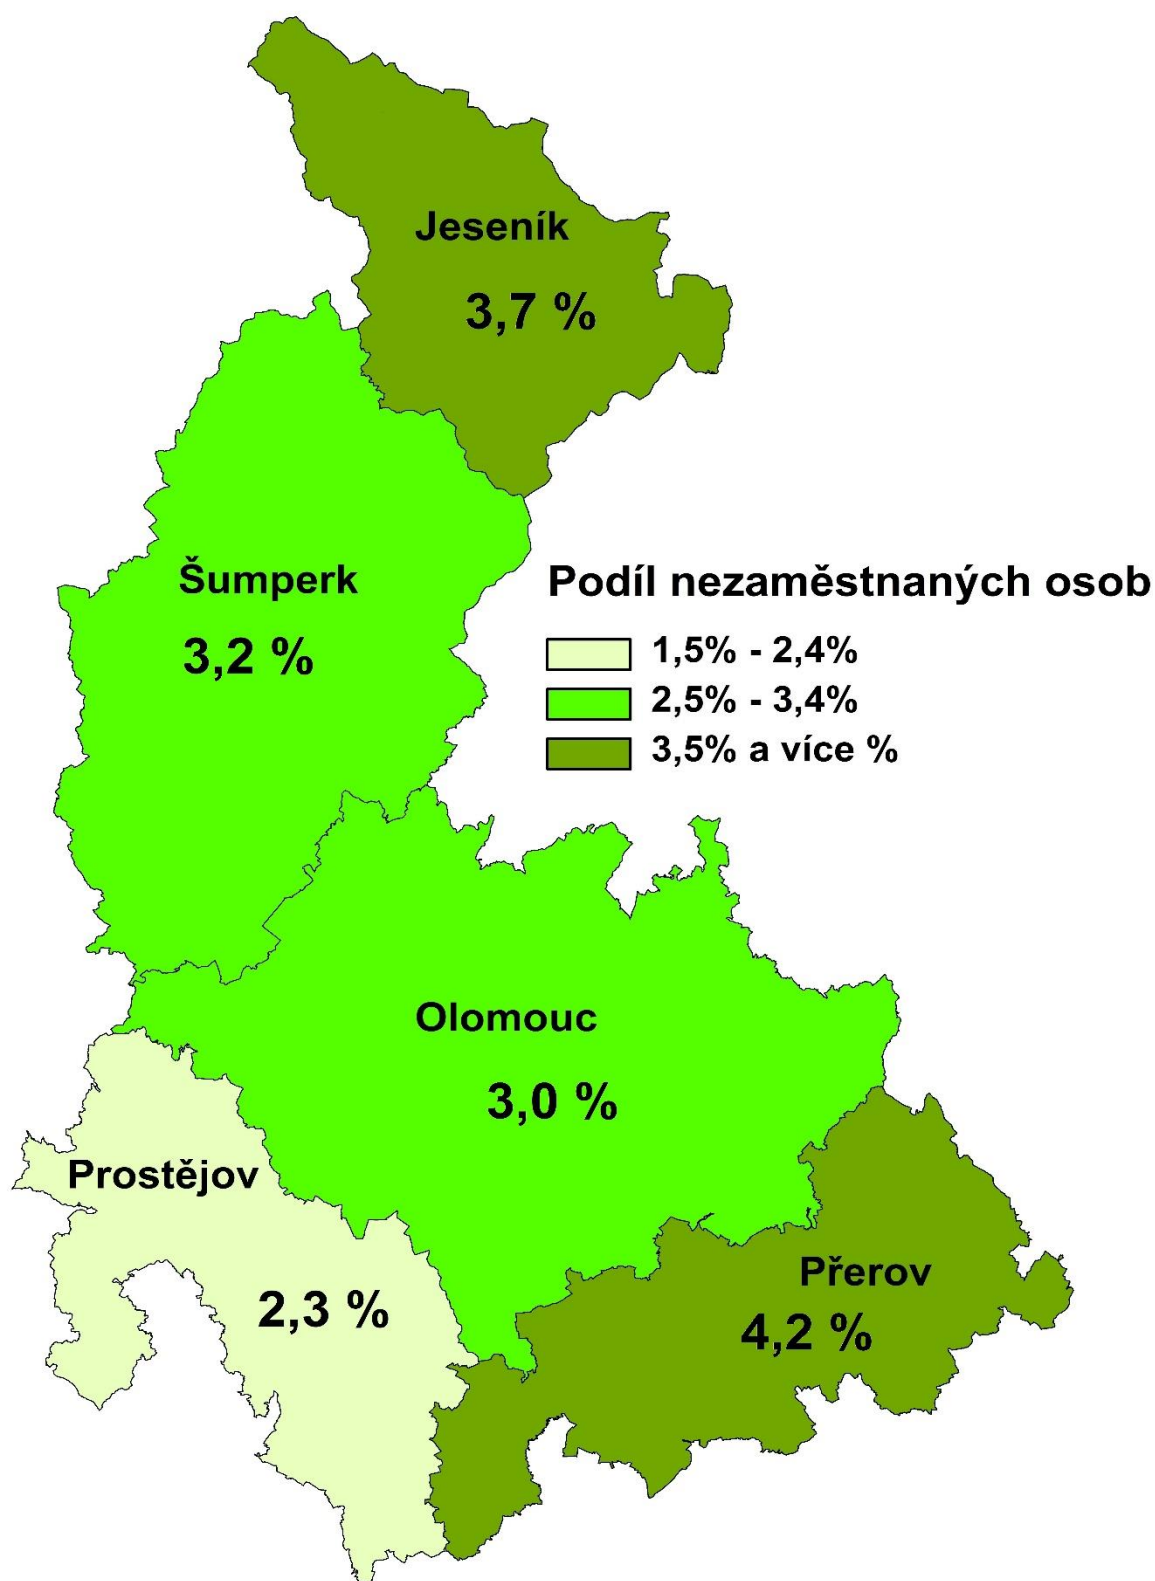 Jeseník
3,7 %
Šumperk
3,2 %
Podíl nezaměstnaných osob
1,5% - 2,4%
2,5% - 3,4%
3,5% a více %
Olomouc
3,0 %
Prostějov
2,3 %
Přerov
4,2 %